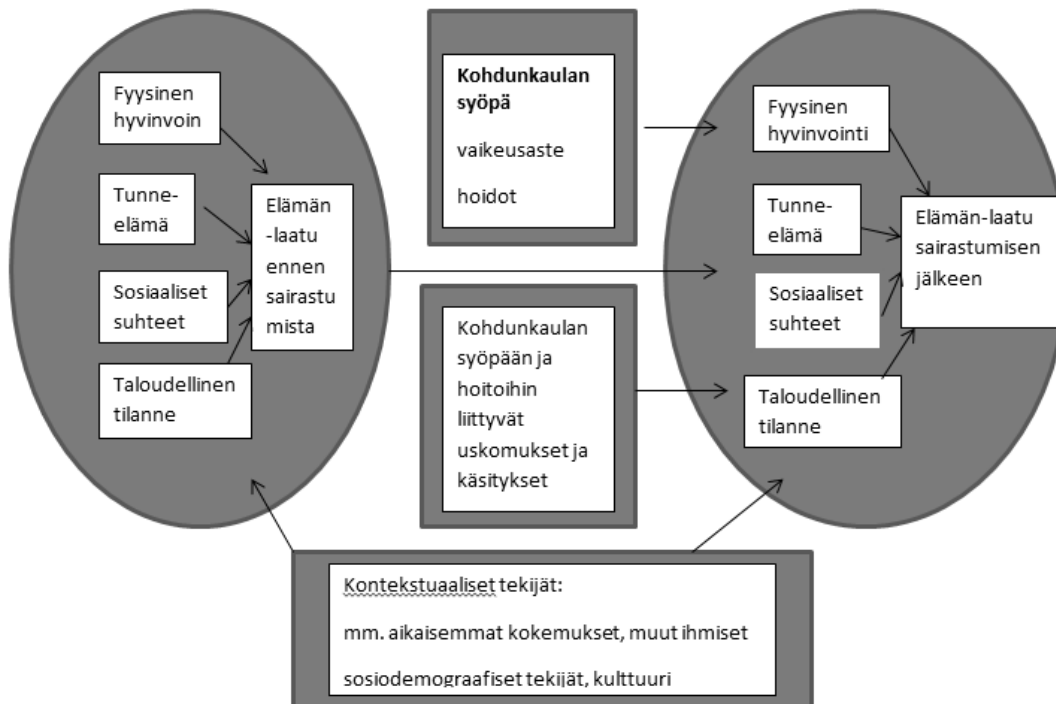 Fyysinen
hyvinvoin
Tunne-
elämä
Sosiaaliset
suhteet
Taloudellinen
tilanne
Elämän
-laatu
ennen
sairastu
mista
Kohdunkaulan
syöpä
vaikeusaste
hoidot
Kohdunkaulan
syöpään ja
hoitoihin
liittyvät
uskomukset ja
käsitykset
Fyysinen
hyvinvointi
Tunne-
elämä
Sosiaaliset
suhteet
Taloudellinen
tilanne
Elämän-laatu
sairastumisen
jälkeen
Kontekstuaaliset tekijät:
mm. aikaisemmat kokemukset, muut ihmiset
sosiodemograafiset tekijät, kulttuuri